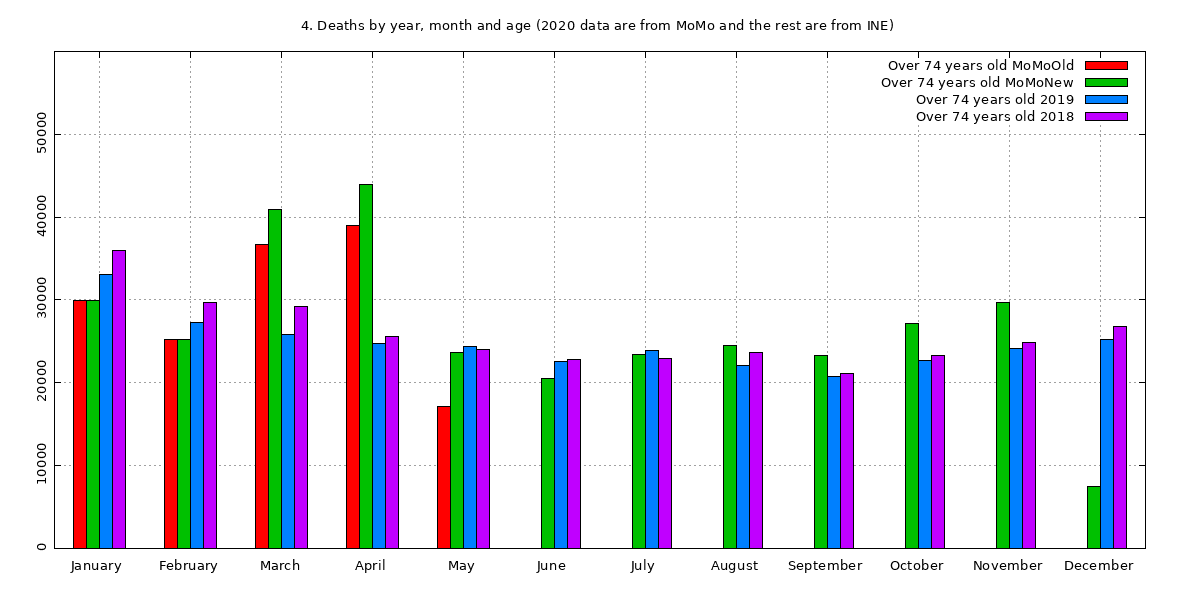 4. Deaths by year, month and age (2020 data are from MoMo and the rest are from INE)
Over 74 years old MoMoOld
Over 74 years old MoMoNew
Over 74 years old 2019
Over 74 years old 2018
50000
40000
30000
20000
10000
0
January February March April May June July August September October November December